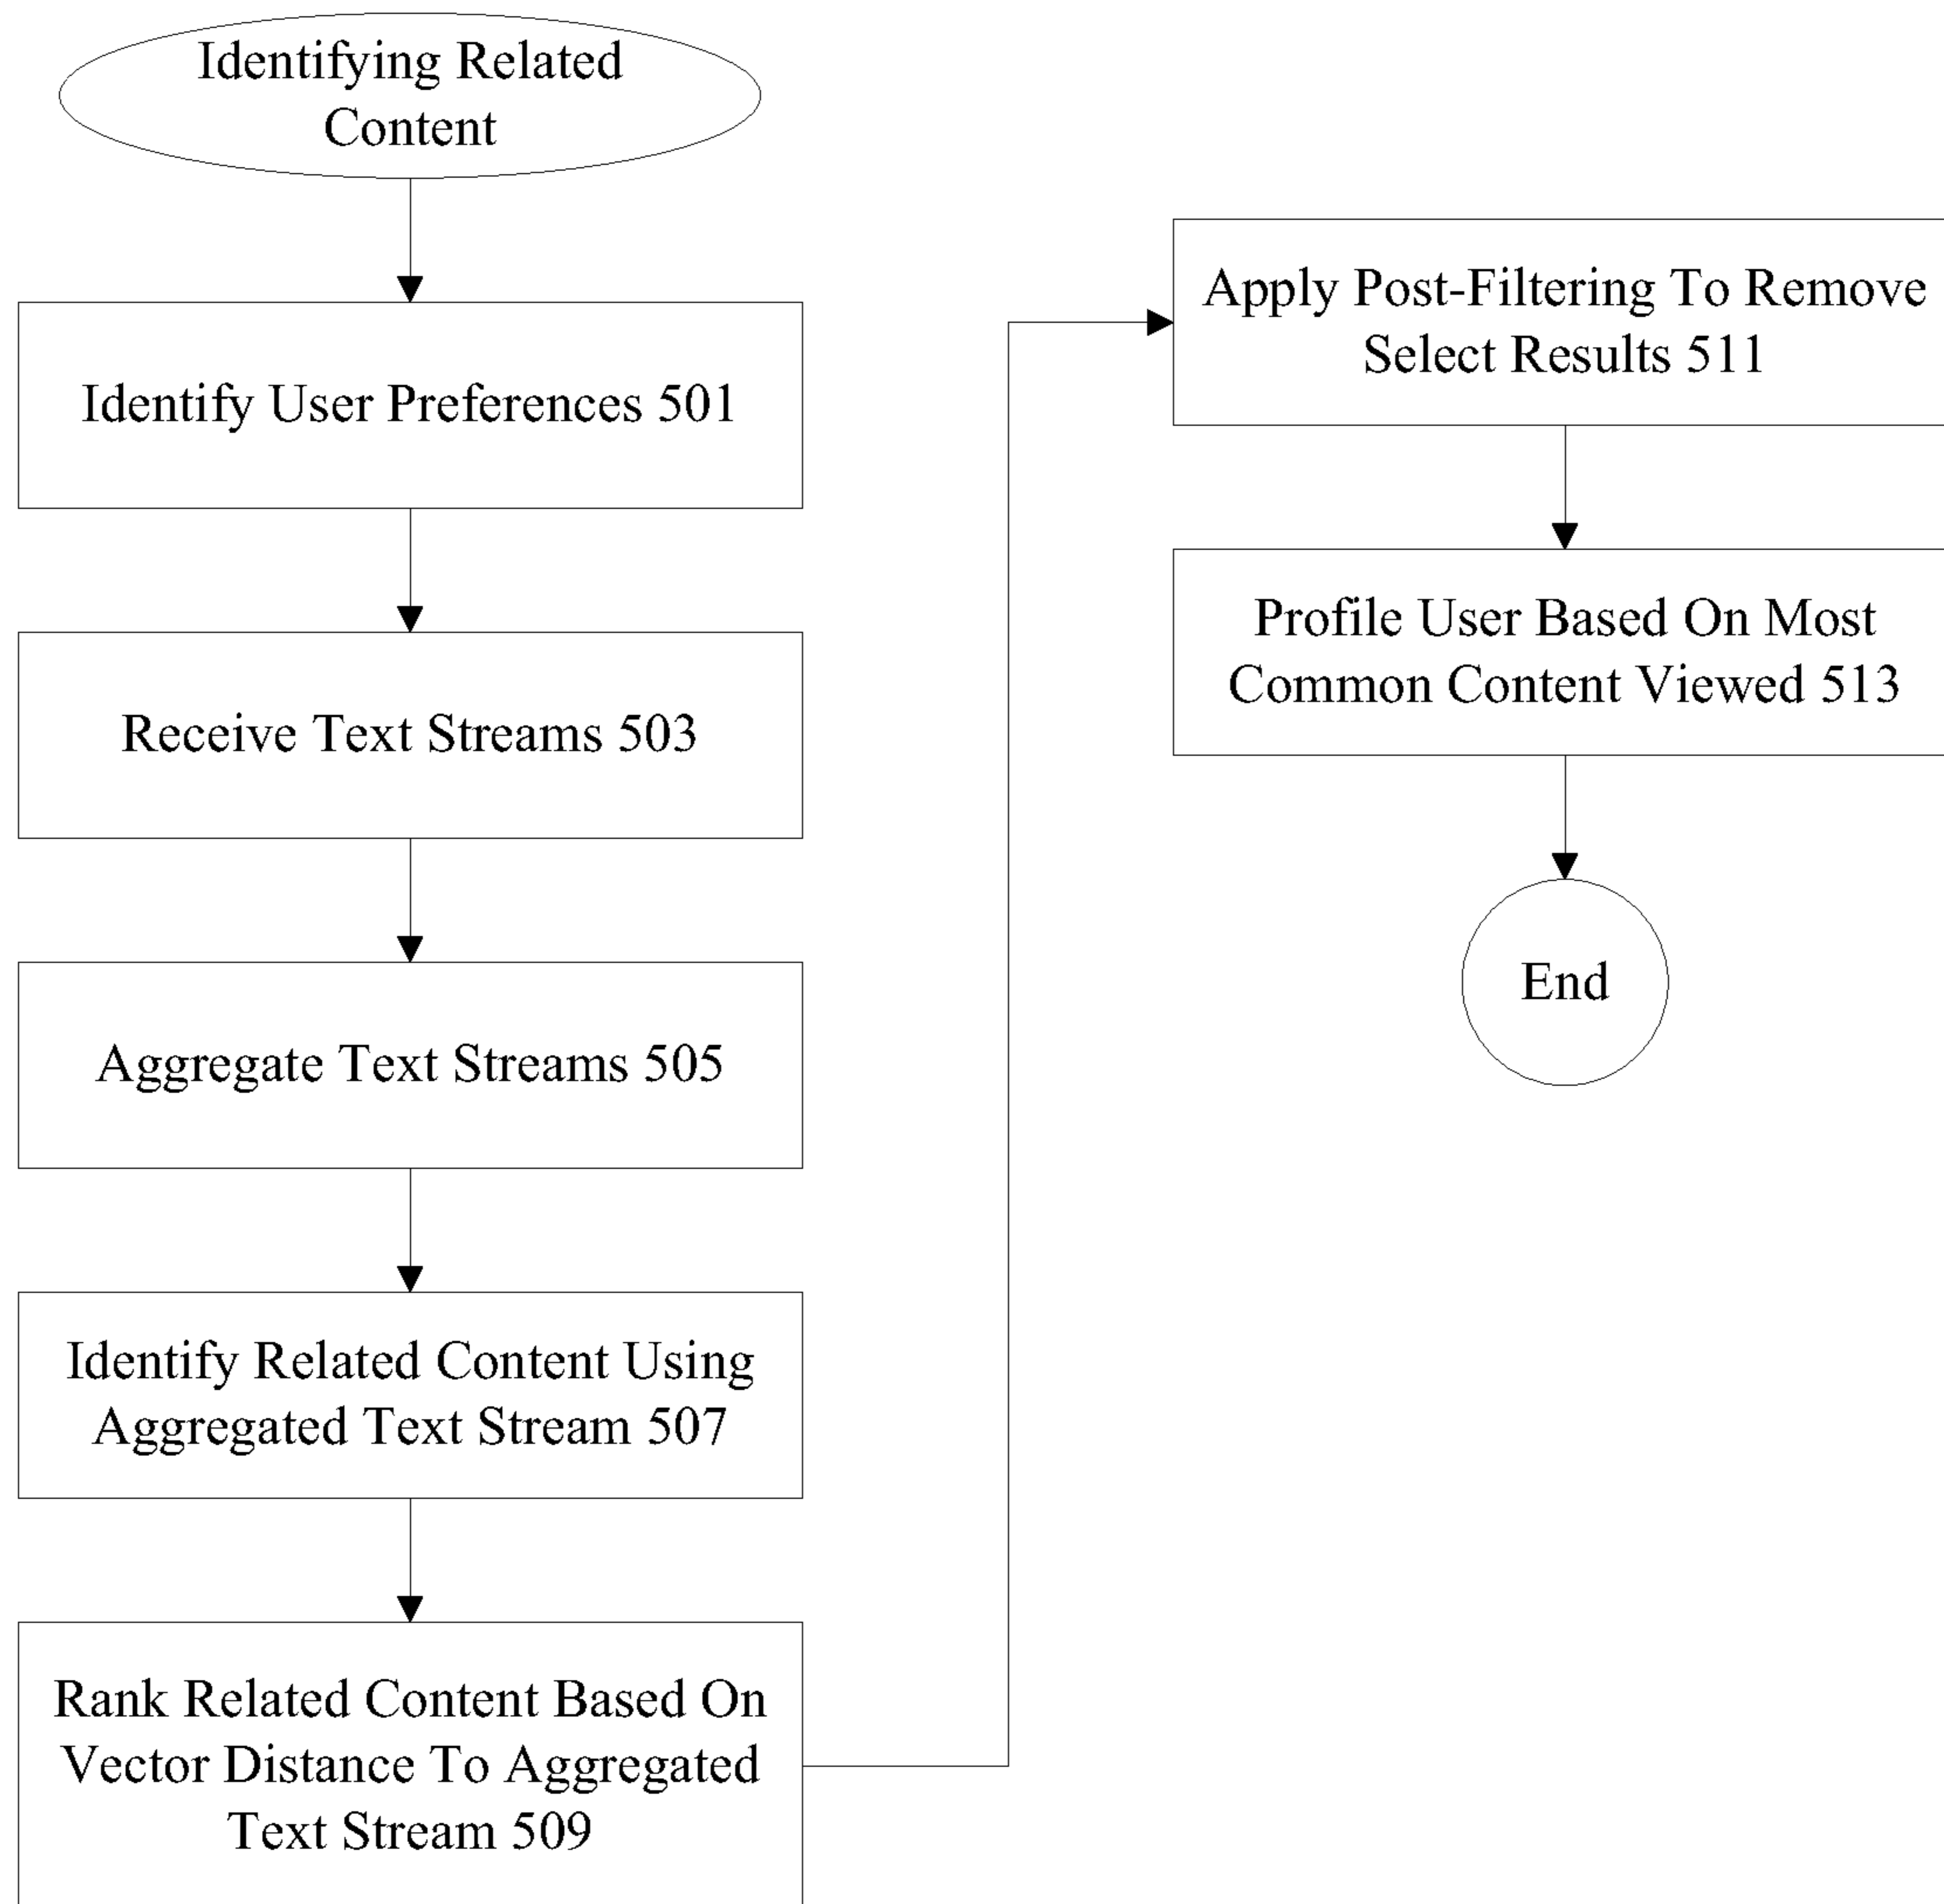 Identifying Related
Content
Identify User Preferences 501
Receive Text Streams 503
Aggregate Text Streams 505
Identify Related Content Using
Aggregated Text Stream 507
Rank Related Content Based On
Vector Distance To Aggregated
Text Stream 509
Apply Post-Filtering To Remove
Select Results 511
Profile User Based On Most
Common Content Viewed 513
End